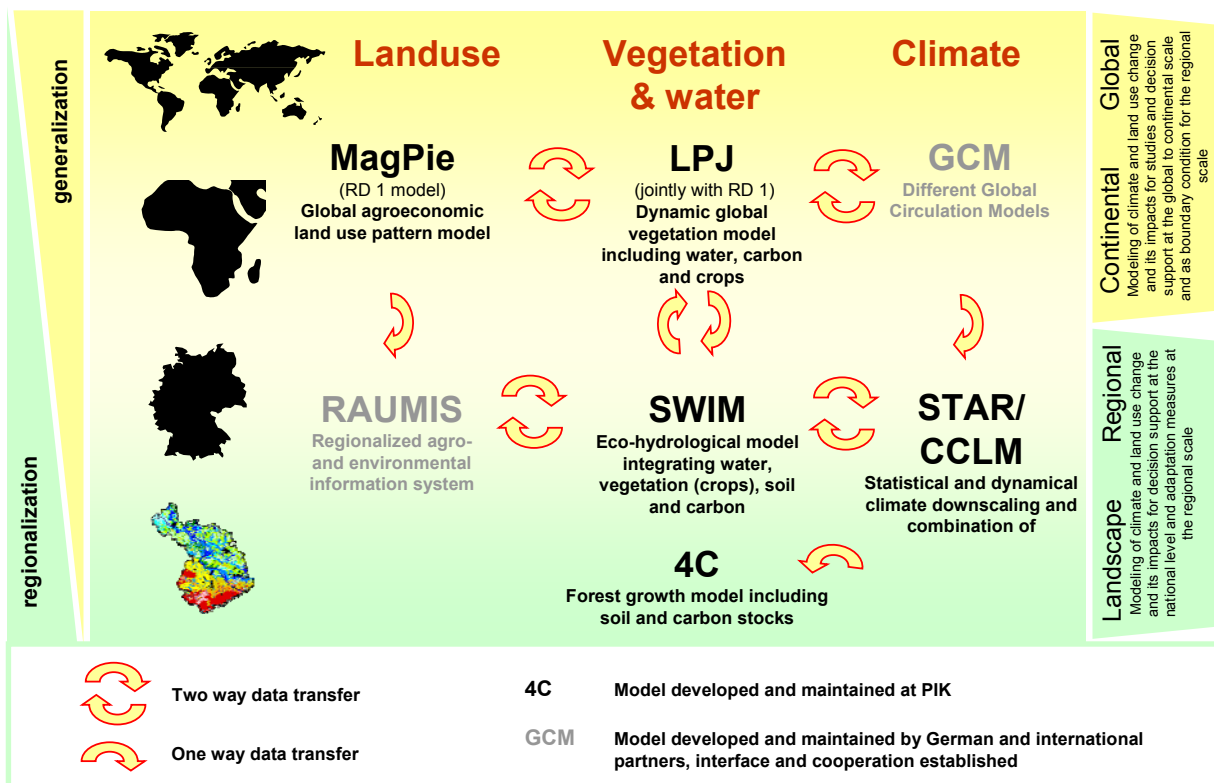 generalization
regionalization
Landuse
Vegetation
& water
Climate
MagPie
(RD 1 model)
Global agroeconomic
land use pattern model
LPJ
(jointly with RD 1)
Dynamic global
vegetation model
including water, carbon
and crops
GCM
Different Global
Circulation Models
RAUMIS
Regionalized agro-
and environmental
information system
SWIM
Eco-hydrological model
integrating water,
vegetation (crops), soil
and carbon
STAR/
CCLM
Statistical and dynamical
climate downscaling and
combination of
4C
Forest growth model including
soil and carbon stocks
Continental Global
Modeling of climate and land use change
and its impacts for studies and decision
support at the global to continental scale
and as boundary condition for the regional
scale
Landscape Regional
Modeling of climate and land use change
and its impacts for decision support at the
national level and adaptation measures at
the regional scale
Two way data transfer
One way data transfer
4C Model developed and maintained at PIK
GCM Model developed and maintained by German and international
partners, interface and cooperation established